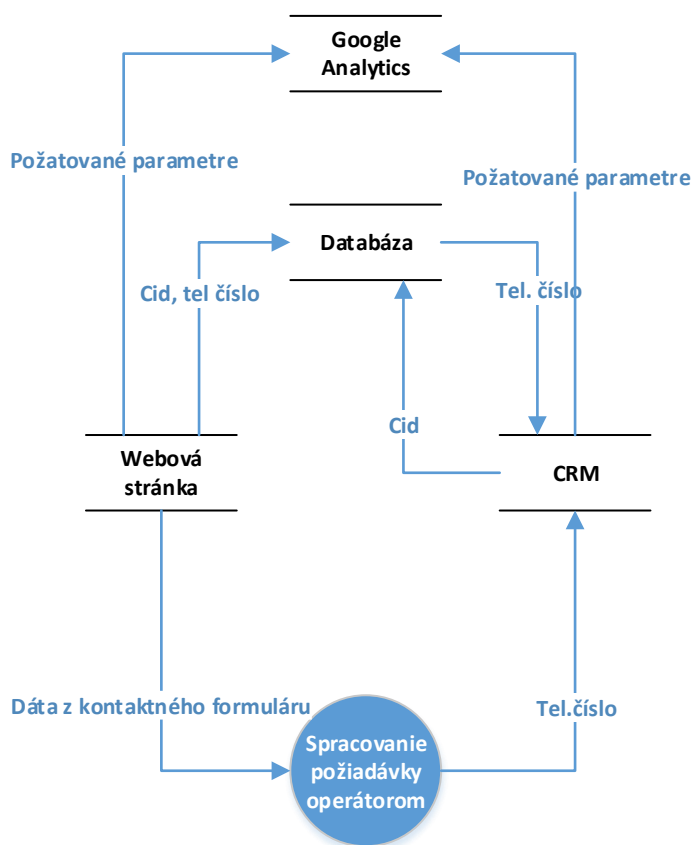 Google
Analytics
Požatované parametre
Požatované parametre
Databáza
Cid, tel číslo
Tel. číslo
Cid
Webová
stránka
CRM
Dáta z kontaktného formuláru
Tel.číslo
Spracovanie
požiadávky
operátorom